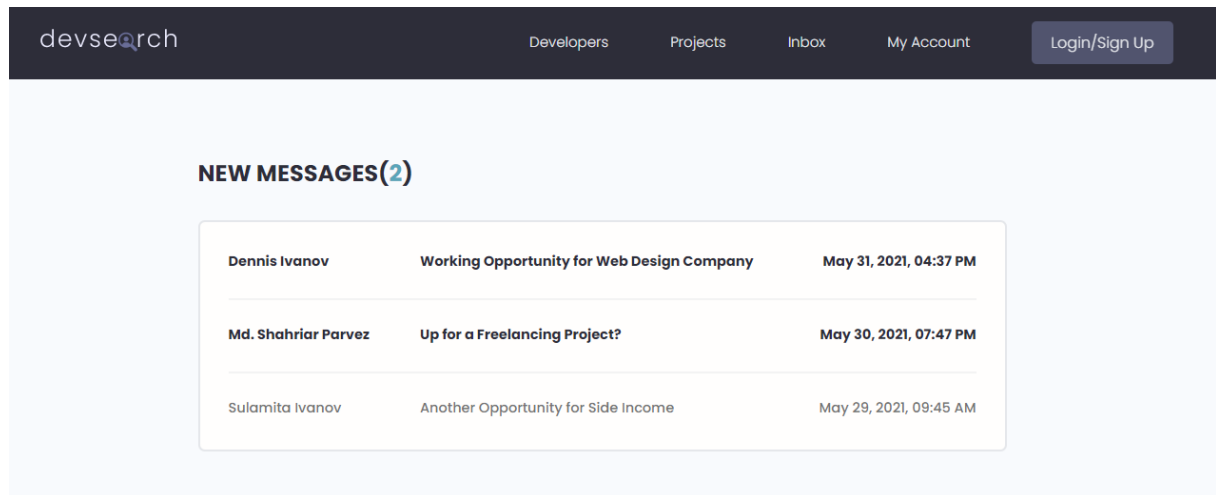 devsearch Developers Projects Inbox My Account Login/Sign Up
NEW MESSAGES(2)
Dennis Ivanov Working Opportunity for Web Design Company May 31, 2021, 04:37 PM
Md. Shahriar Parvez Up for a Freelancing Project? May 30, 2021, 07:47 PM
Sulamita Ivanov Another Opportunity for Side Income May 29, 2021, 09:45 AM